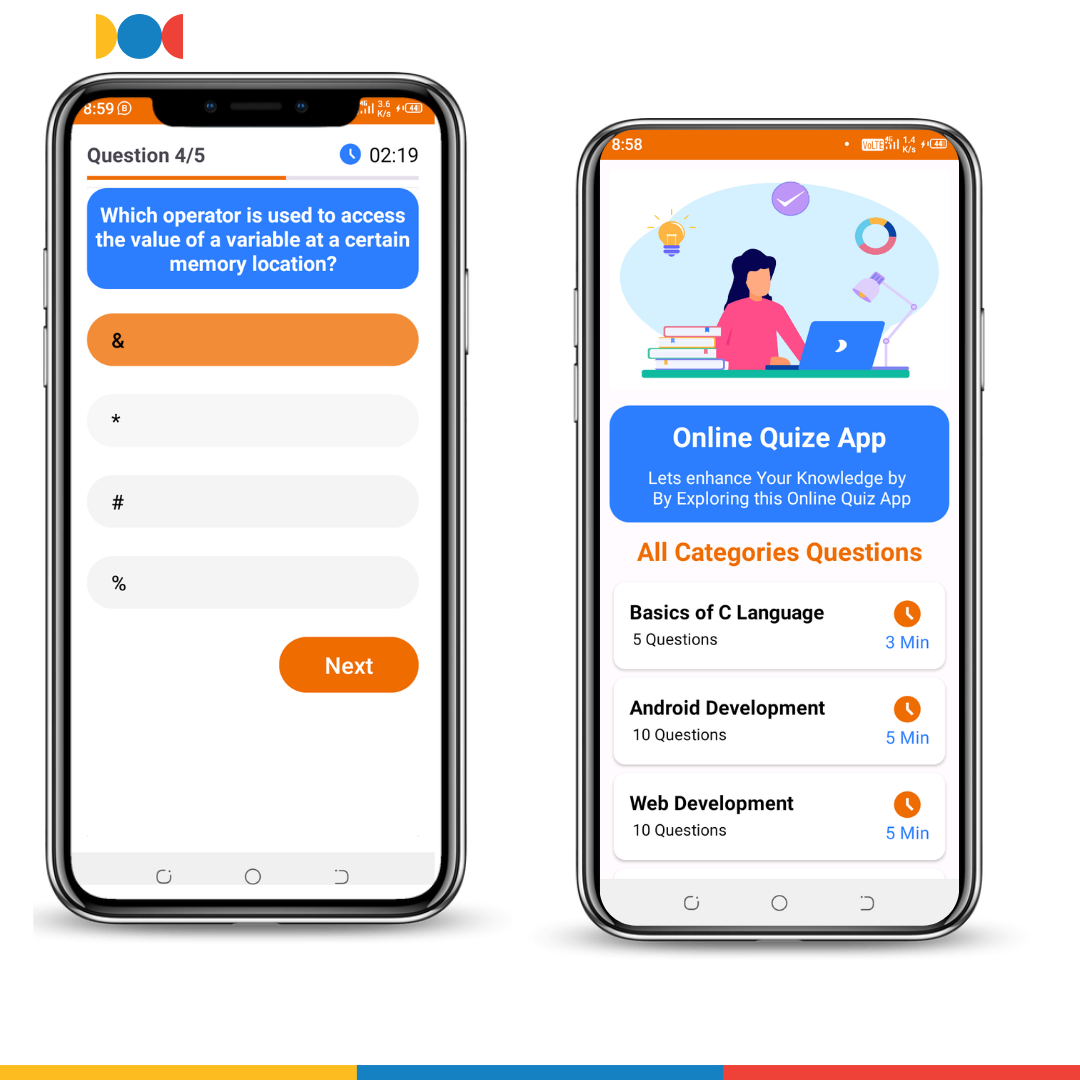 8:59
4G 3.6 K/s 44
Question 4/5
02:19
Which operator is used to access
the value of a variable at a certain
memory location?
&
*
#
%
Next
8:58
VoLTE 4G 1.4 K/s 44
Online Quize App
Lets enhance Your Knowledge by
By Exploring this Online Quiz App
All Categories Questions
Basics of C Language
5 Questions
3 Min
Android Development
10 Questions
5 Min
Web Development
10 Questions
5 Min